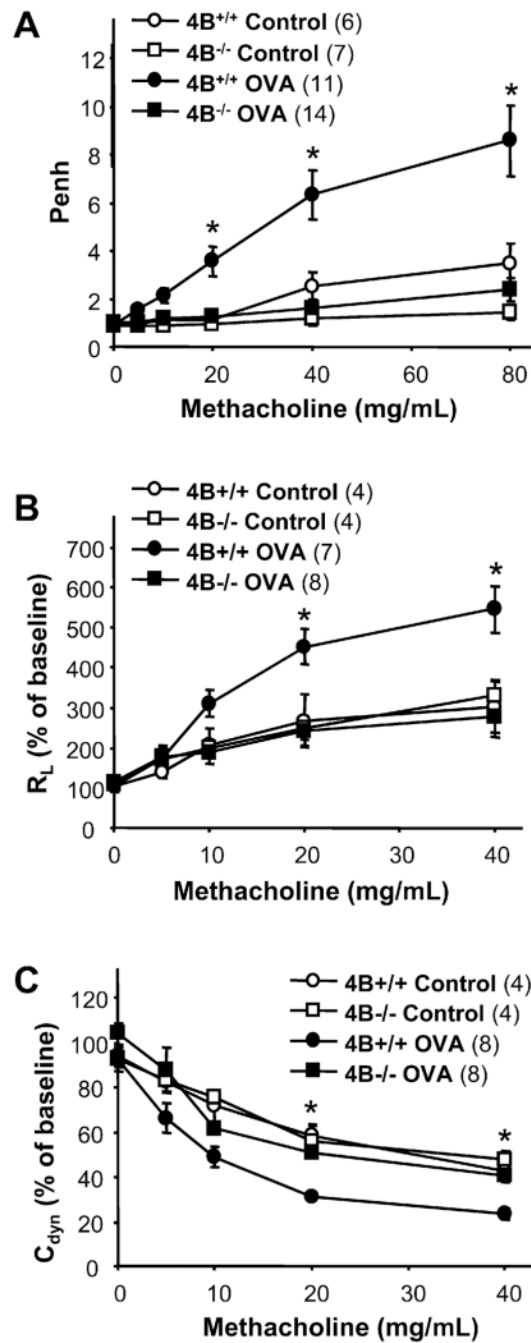 A
4B+/+ Control (6)
4B-/- Control (7)
4B+/+ OVA (11)
4B-/- OVA (14)
12
10
8
6
4
2
0
Penh
* * *
0 20 40 60 80
Methacholine (mg/mL)
B
4B+/+ Control (4)
4B-/- Control (4)
4B+/+ OVA (7)
4B-/- OVA (8)
700
600
500
400
300
200
100
0
RL (% of baseline)
* *
0 10 20 30 40
Methacholine (mg/mL)
C
4B+/+ Control (4)
4B-/- Control (4)
4B+/+ OVA (8)
4B-/- OVA (8)
120
100
80
60
40
20
0
Cdyn (% of baseline)
* *
0 10 20 30 40
Methacholine (mg/mL)